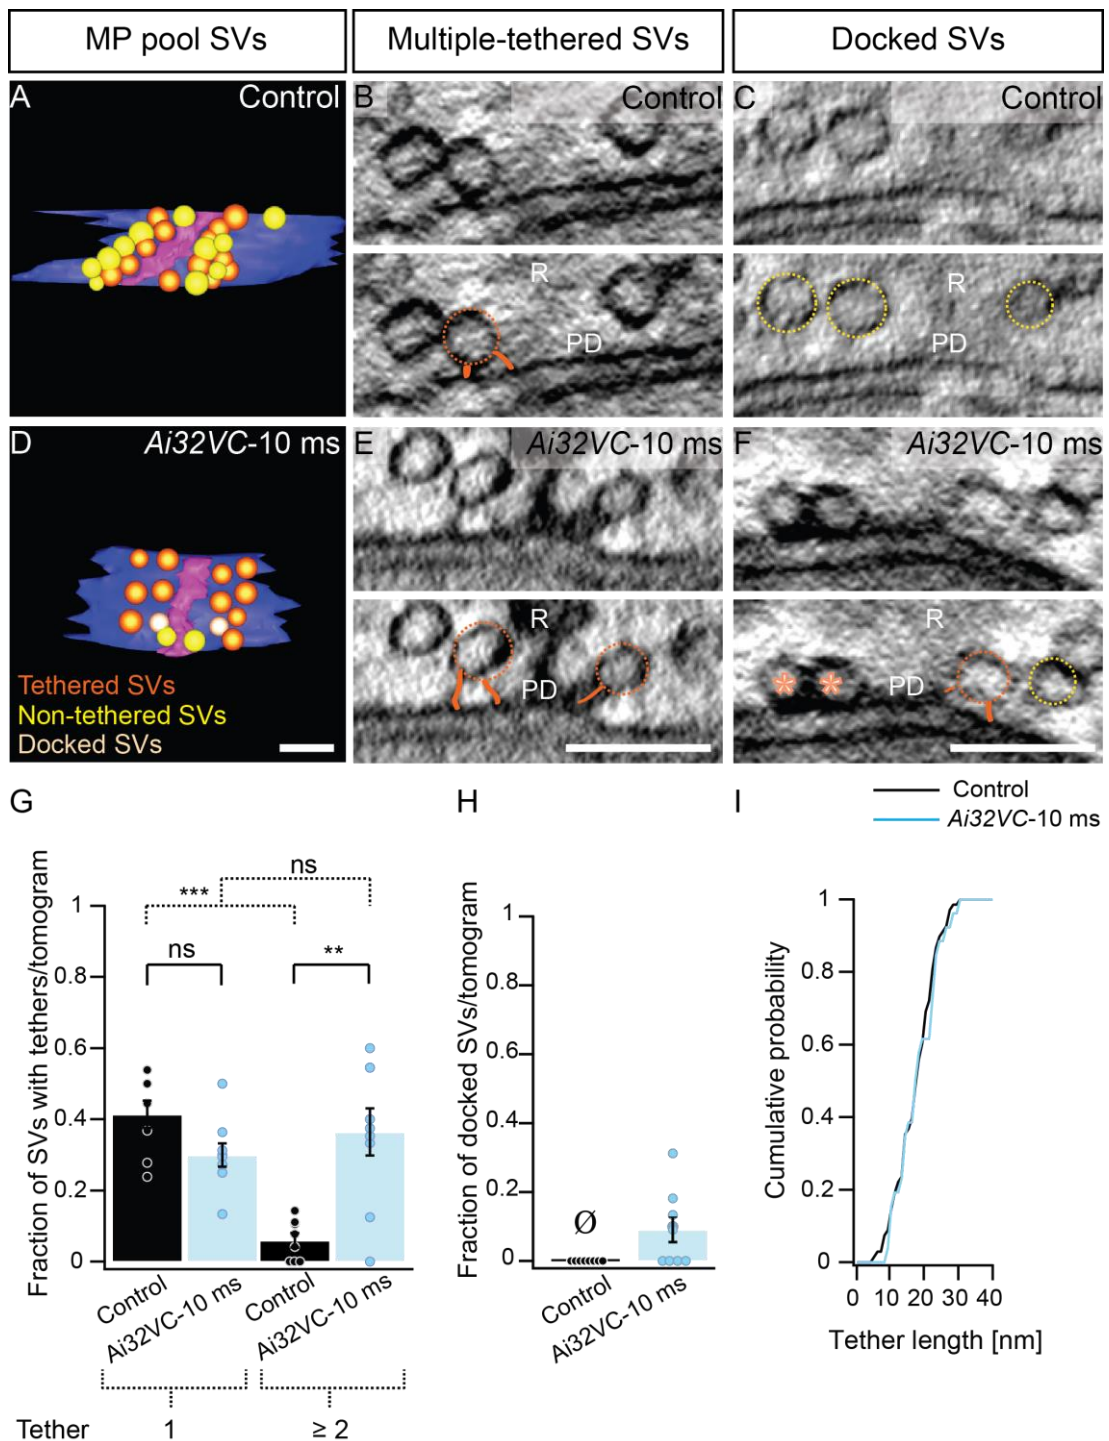 MP pool SVs
Multiple-tethered SVs
Docked SVs
A
Control
B
Control
C
Control
R
PD
R
PD
D
Ai32VC-10 ms
E
Ai32VC-10 ms
F
Ai32VC-10 ms
R
PD
R
PD
* *
Tethered SVs
Non-tethered SVs
Docked SVs
G
H
I
Control
Ai32VC-10 ms
Fraction of SVs with tethers/tomogram
1
0.8
0.6
0.4
0.2
0
***
ns
ns
**
Control
Ai32VC-10 ms
Control
Ai32VC-10 ms
Tether
1
≥ 2
Fraction of docked SVs/tomogram
1
0.8
0.6
0.4
0.2
0
Ø
Control
Ai32VC-10 ms
Cumulative probability
1
0.8
0.6
0.4
0.2
0
0 10 20 30 40
Tether length [nm]